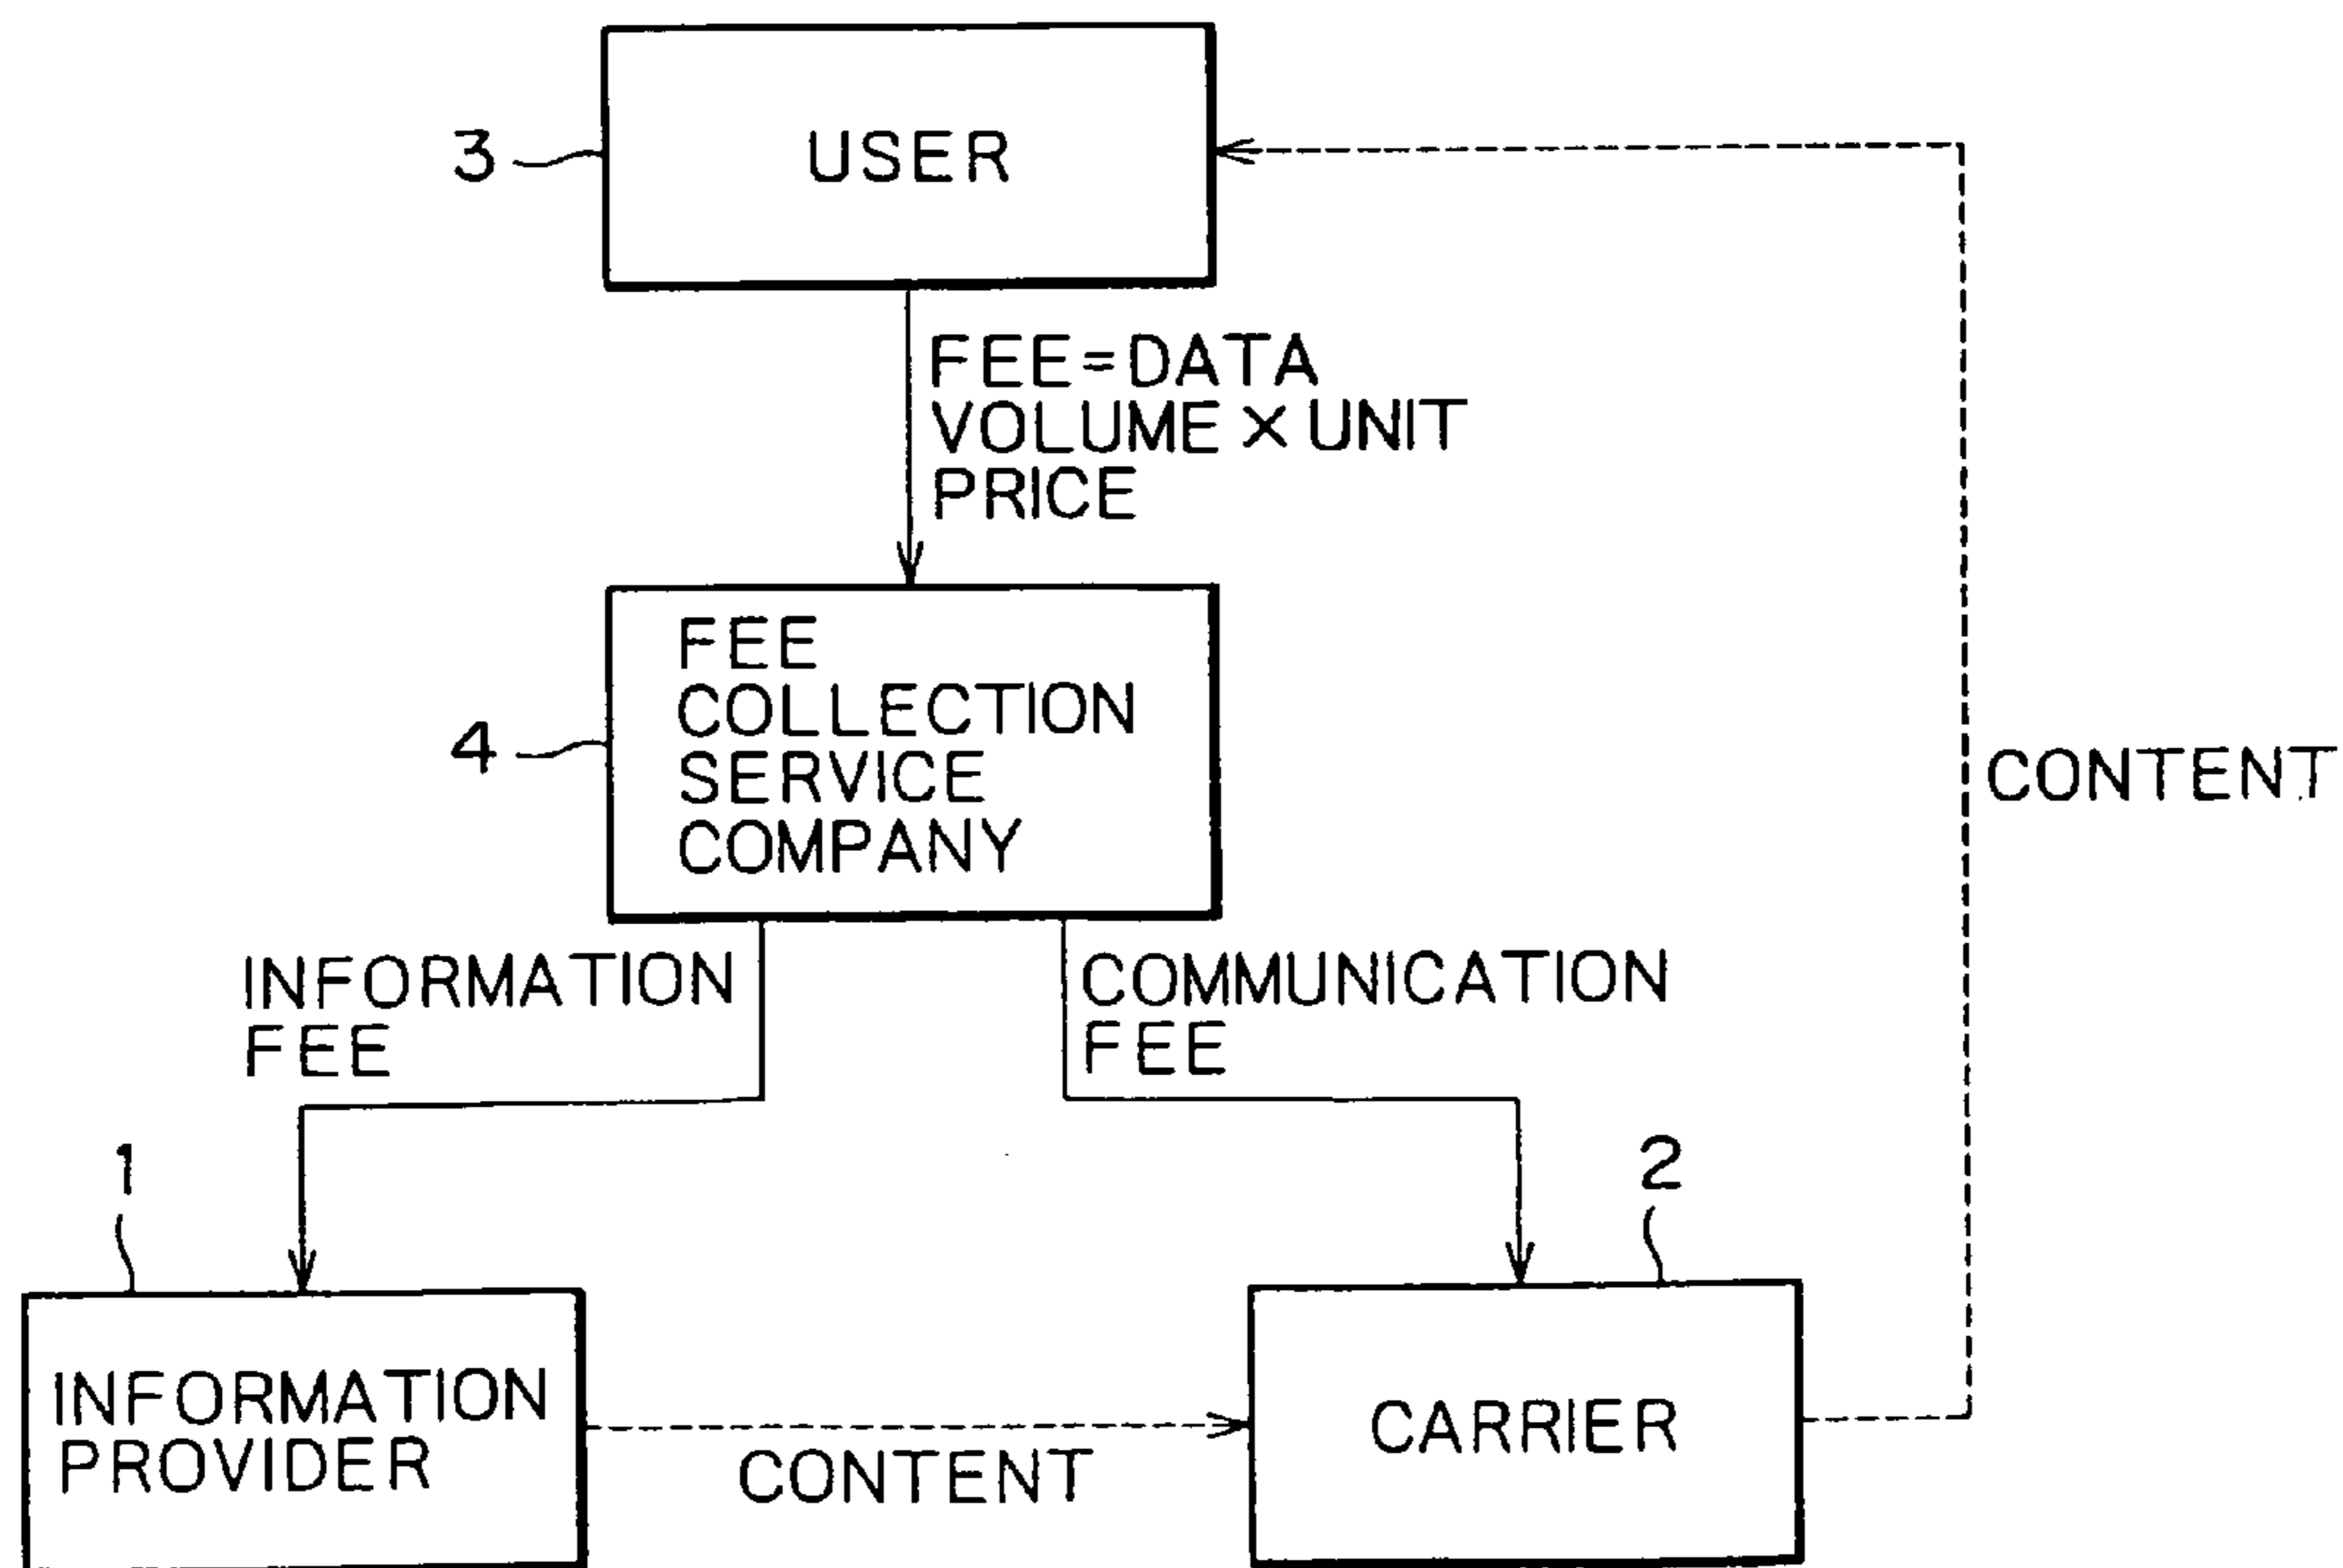 3
USER
FEE=DATA
VOLUME × UNIT
PRICE
4
FEE
COLLECTION
SERVICE
COMPANY
CONTENT
INFORMATION
FEE
COMMUNICATION
FEE
1
2
INFORMATION
PROVIDER
CONTENT
CARRIER